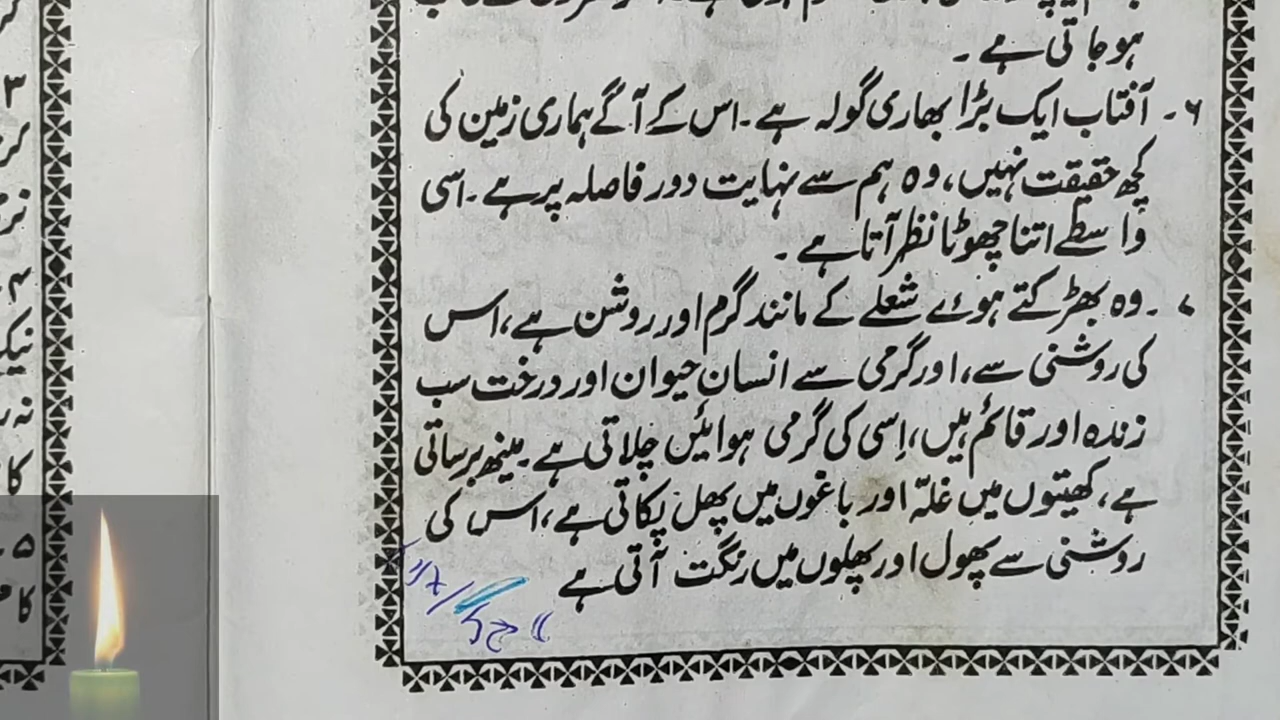 ہو جاتی ہے ۔
۶۔ آفتاب ایک بڑا بھاری گولہ ہے ۔اس کے آگے ہماری زمین کی
کچھ حقیقت نہیں، وہ ہم سے نہایت دور فاصلہ پر ہے ۔اسی
واسطے اتنا چھوٹا نظر آتا ہے ۔
۔ وہ بھڑکتے ہوئے شعلے کے مانند گرم اور روشن ہے،اس
کی روشنی سے، اور گرمی سے انسان حیوان اور درخت سب
زندہ اور قائم ہیں،اِسی کی گرمی ہوائیں چلاتی ہے۔ مینھ برساتی
ہے، کھیتوں میں غلّہ اور باغوں میں پھل پکاتی ہے،اس کی
روشنی سے پھول اور پھلوں میں رنگت آتی ہے
۳
۴۔
۵۔